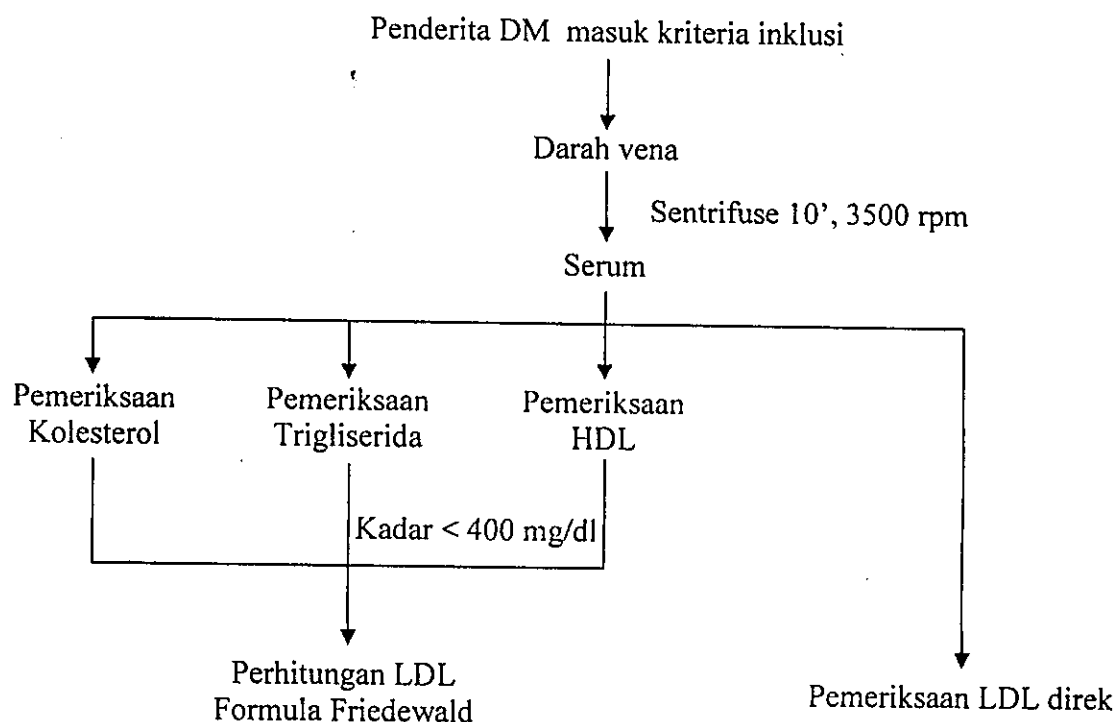 Penderita DM masuk kriteria inklusi
Darah vena
Sentrifuse 10’, 3500 rpm
Serum
Pemeriksaan
Kolesterol
Pemeriksaan
Trigliserida
Pemeriksaan
HDL
Kadar < 400 mg/dl
Perhitungan LDL
Formula Friedewald
Pemeriksaan LDL direk